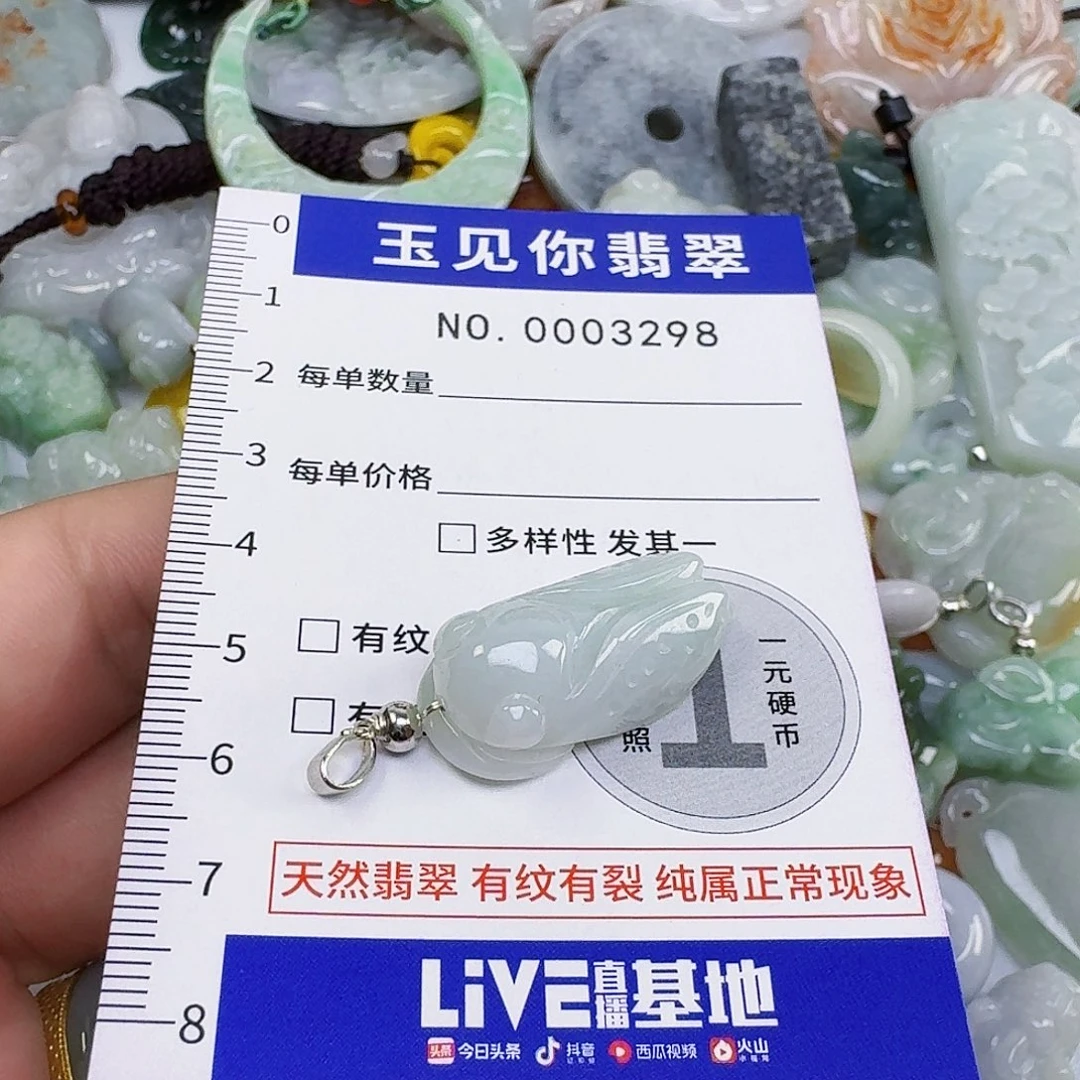 0
玉见你翡翠
1
NO. 0003298
2
每单数量
3
每单价格
4
多样性 发其一
5
有纹
一元硬币
1
照
6
7
天然翡翠 有纹有裂 纯属正常现象
8
LiVE直播基地
头条 今日头条 抖音 西瓜视频 火山